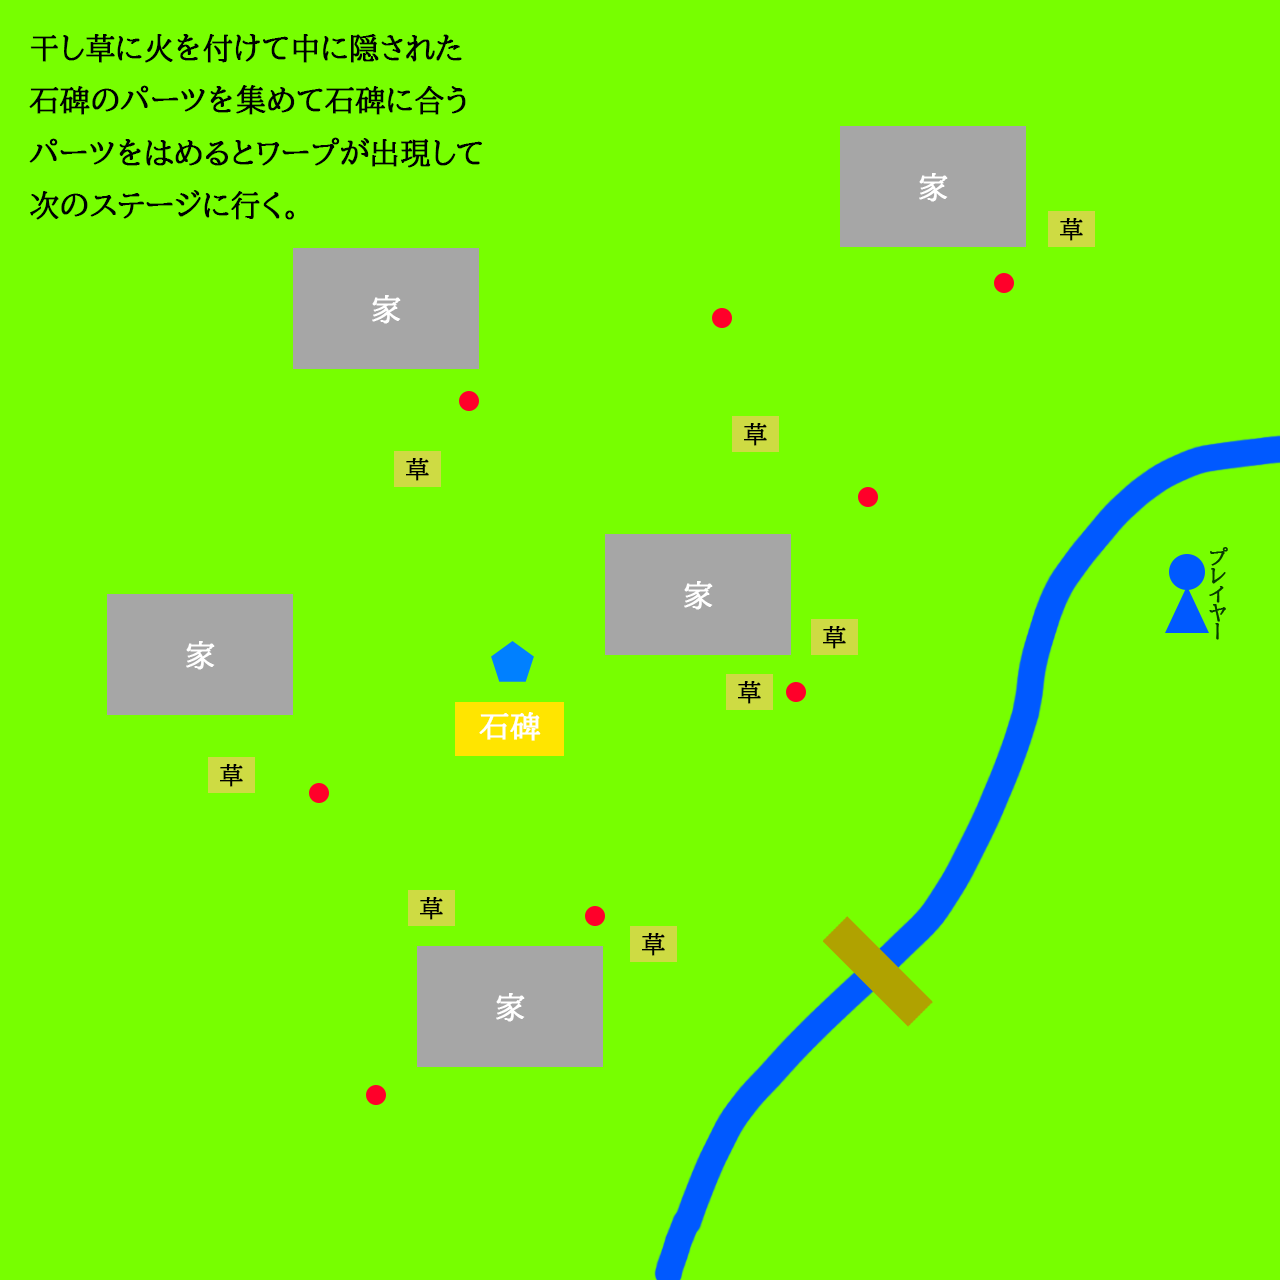 干し草に火を付けて中に隠された
石碑のパーツを集めて石碑に合う
パーツをはめるとワープが出現して
次のステージに行く。
家
草
家
草
草
プレイヤー
家
草
家
草
石碑
草
草
草
家